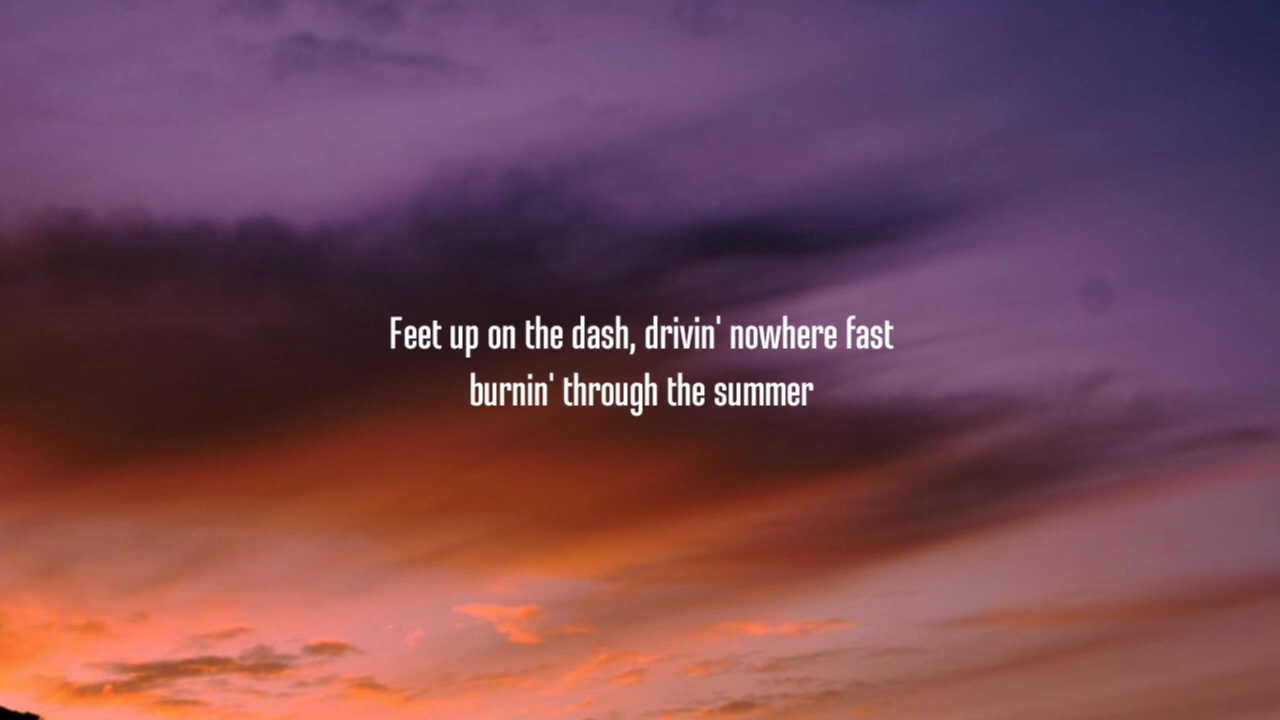 Feet up on the dash, drivin' nowhere fast
burnin' through the summer